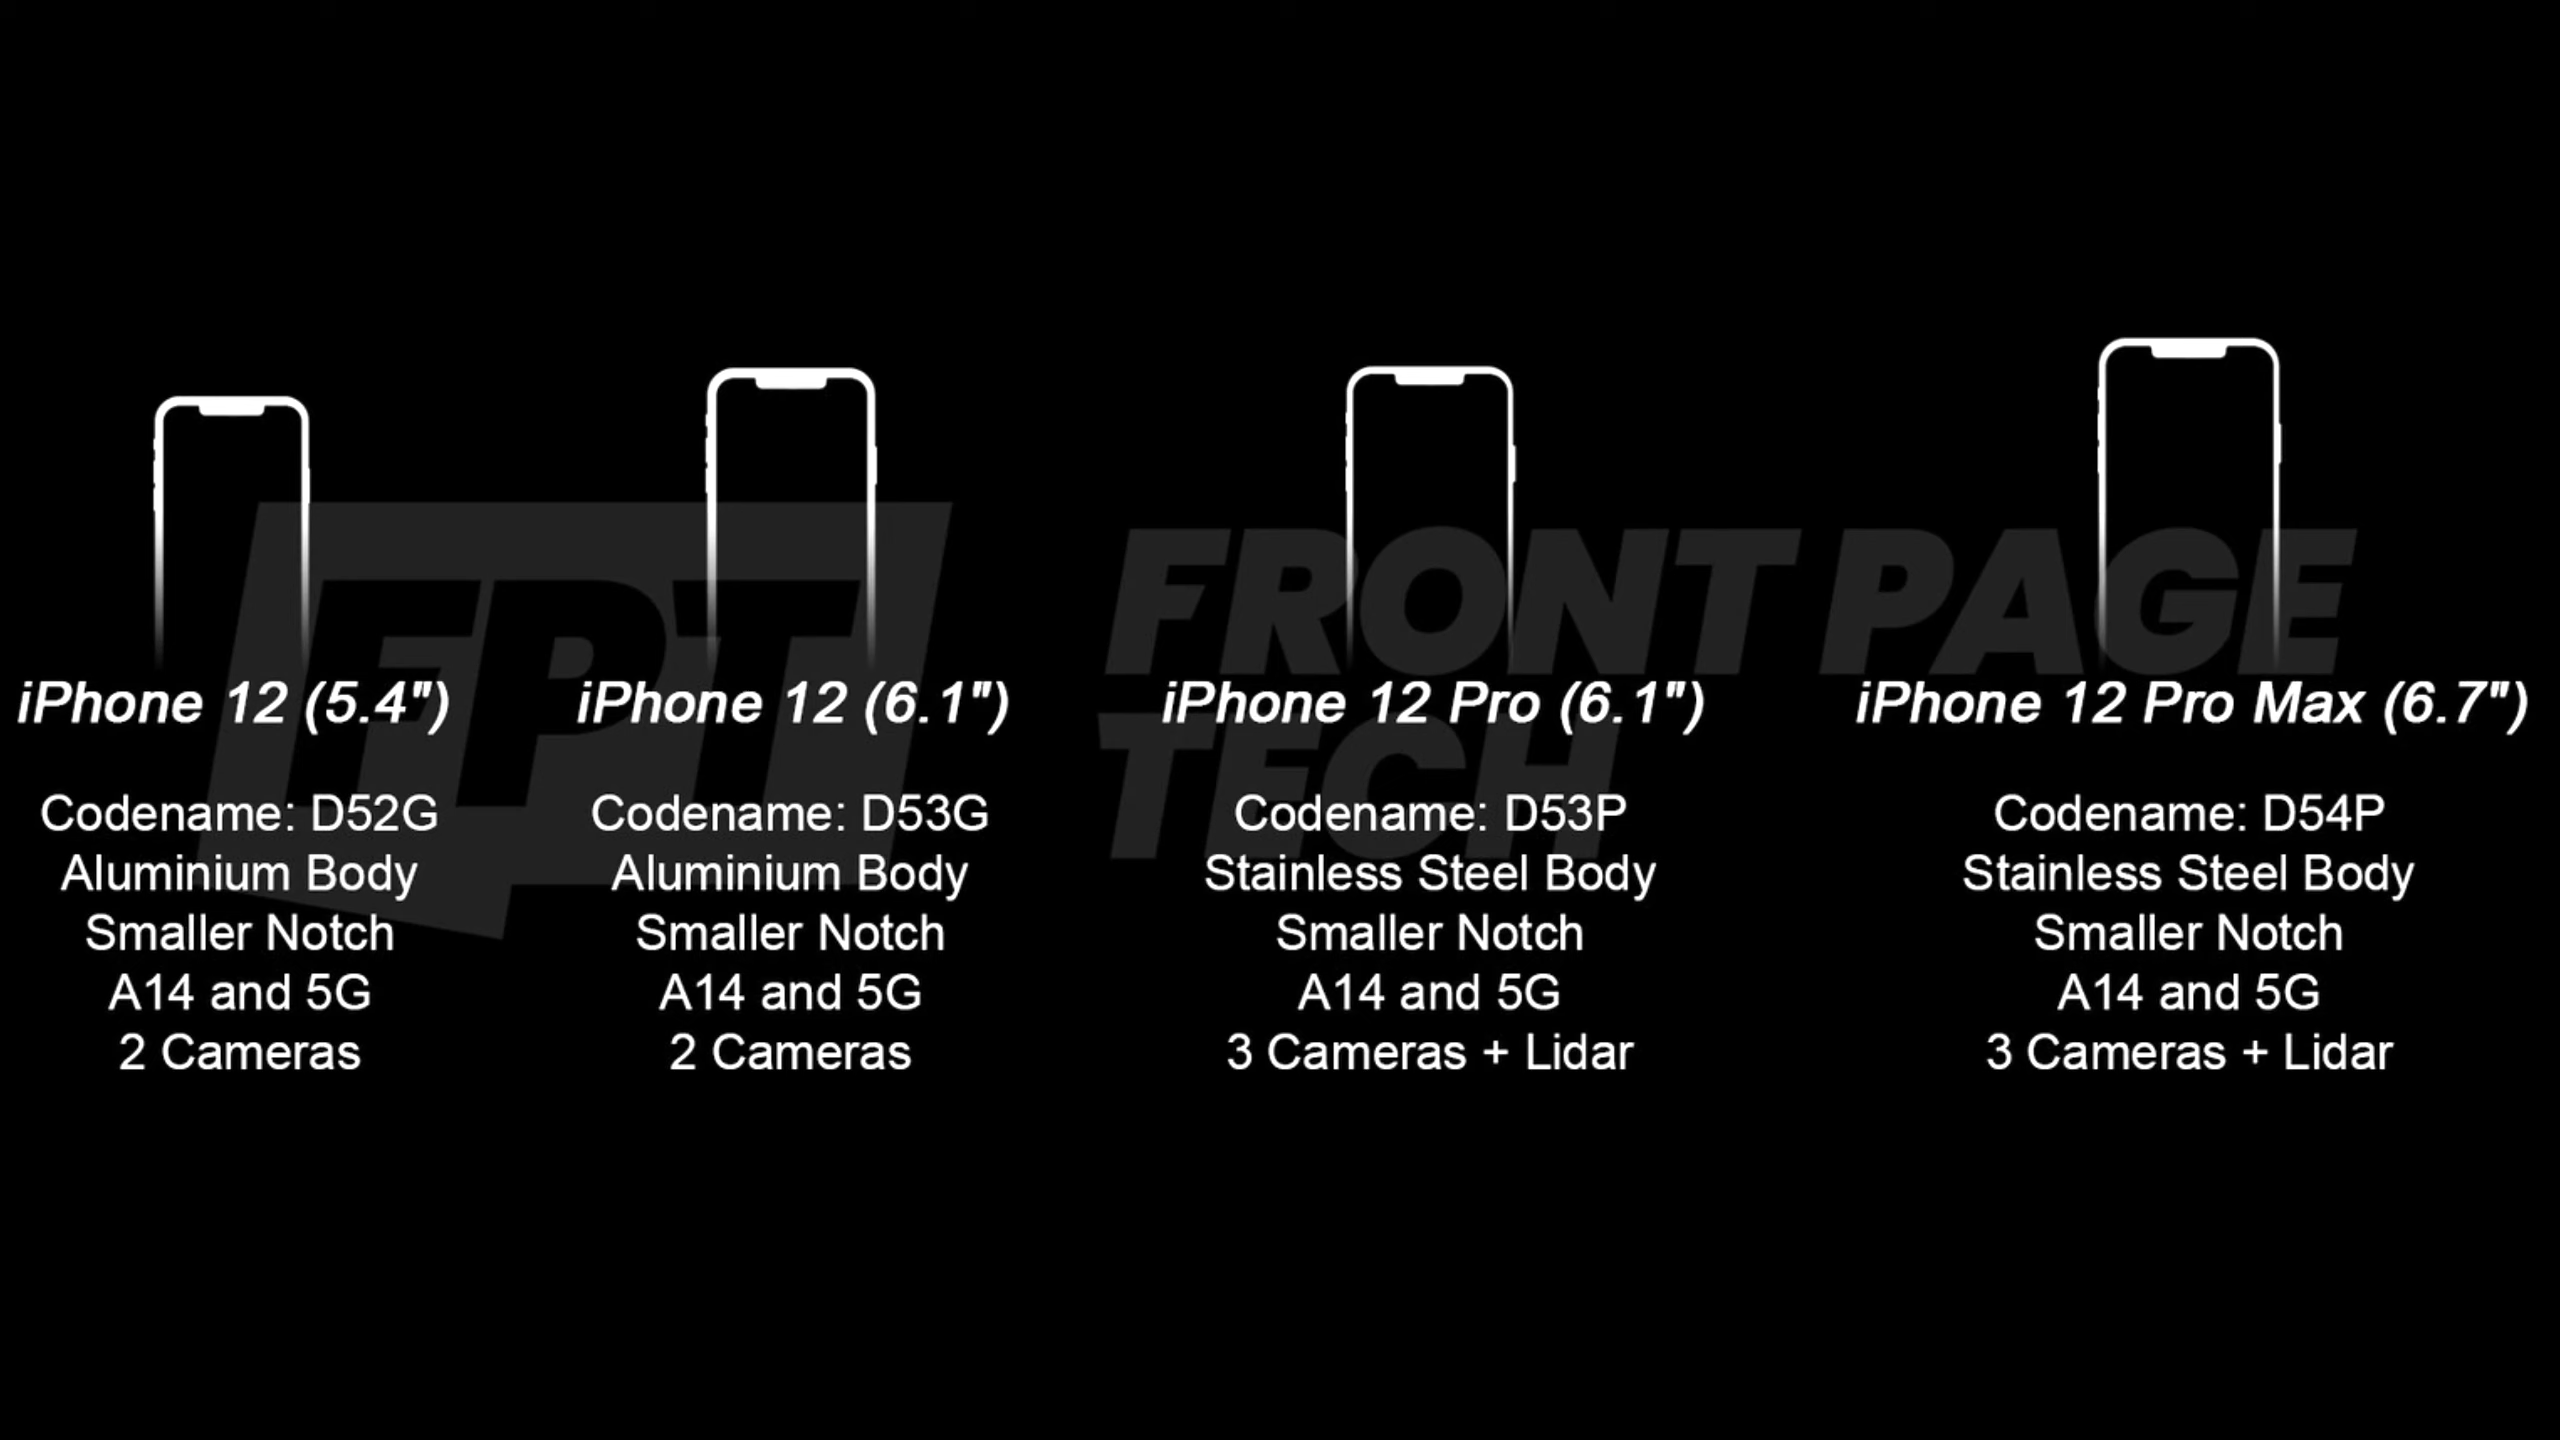 FPT
FRONT PAGE
TECH
iPhone 12 (5.4")
Codename: D52G
Aluminium Body
Smaller Notch
A14 and 5G
2 Cameras
iPhone 12 (6.1")
Codename: D53G
Aluminium Body
Smaller Notch
A14 and 5G
2 Cameras
iPhone 12 Pro (6.1")
Codename: D53P
Stainless Steel Body
Smaller Notch
A14 and 5G
3 Cameras + Lidar
iPhone 12 Pro Max (6.7")
Codename: D54P
Stainless Steel Body
Smaller Notch
A14 and 5G
3 Cameras + Lidar